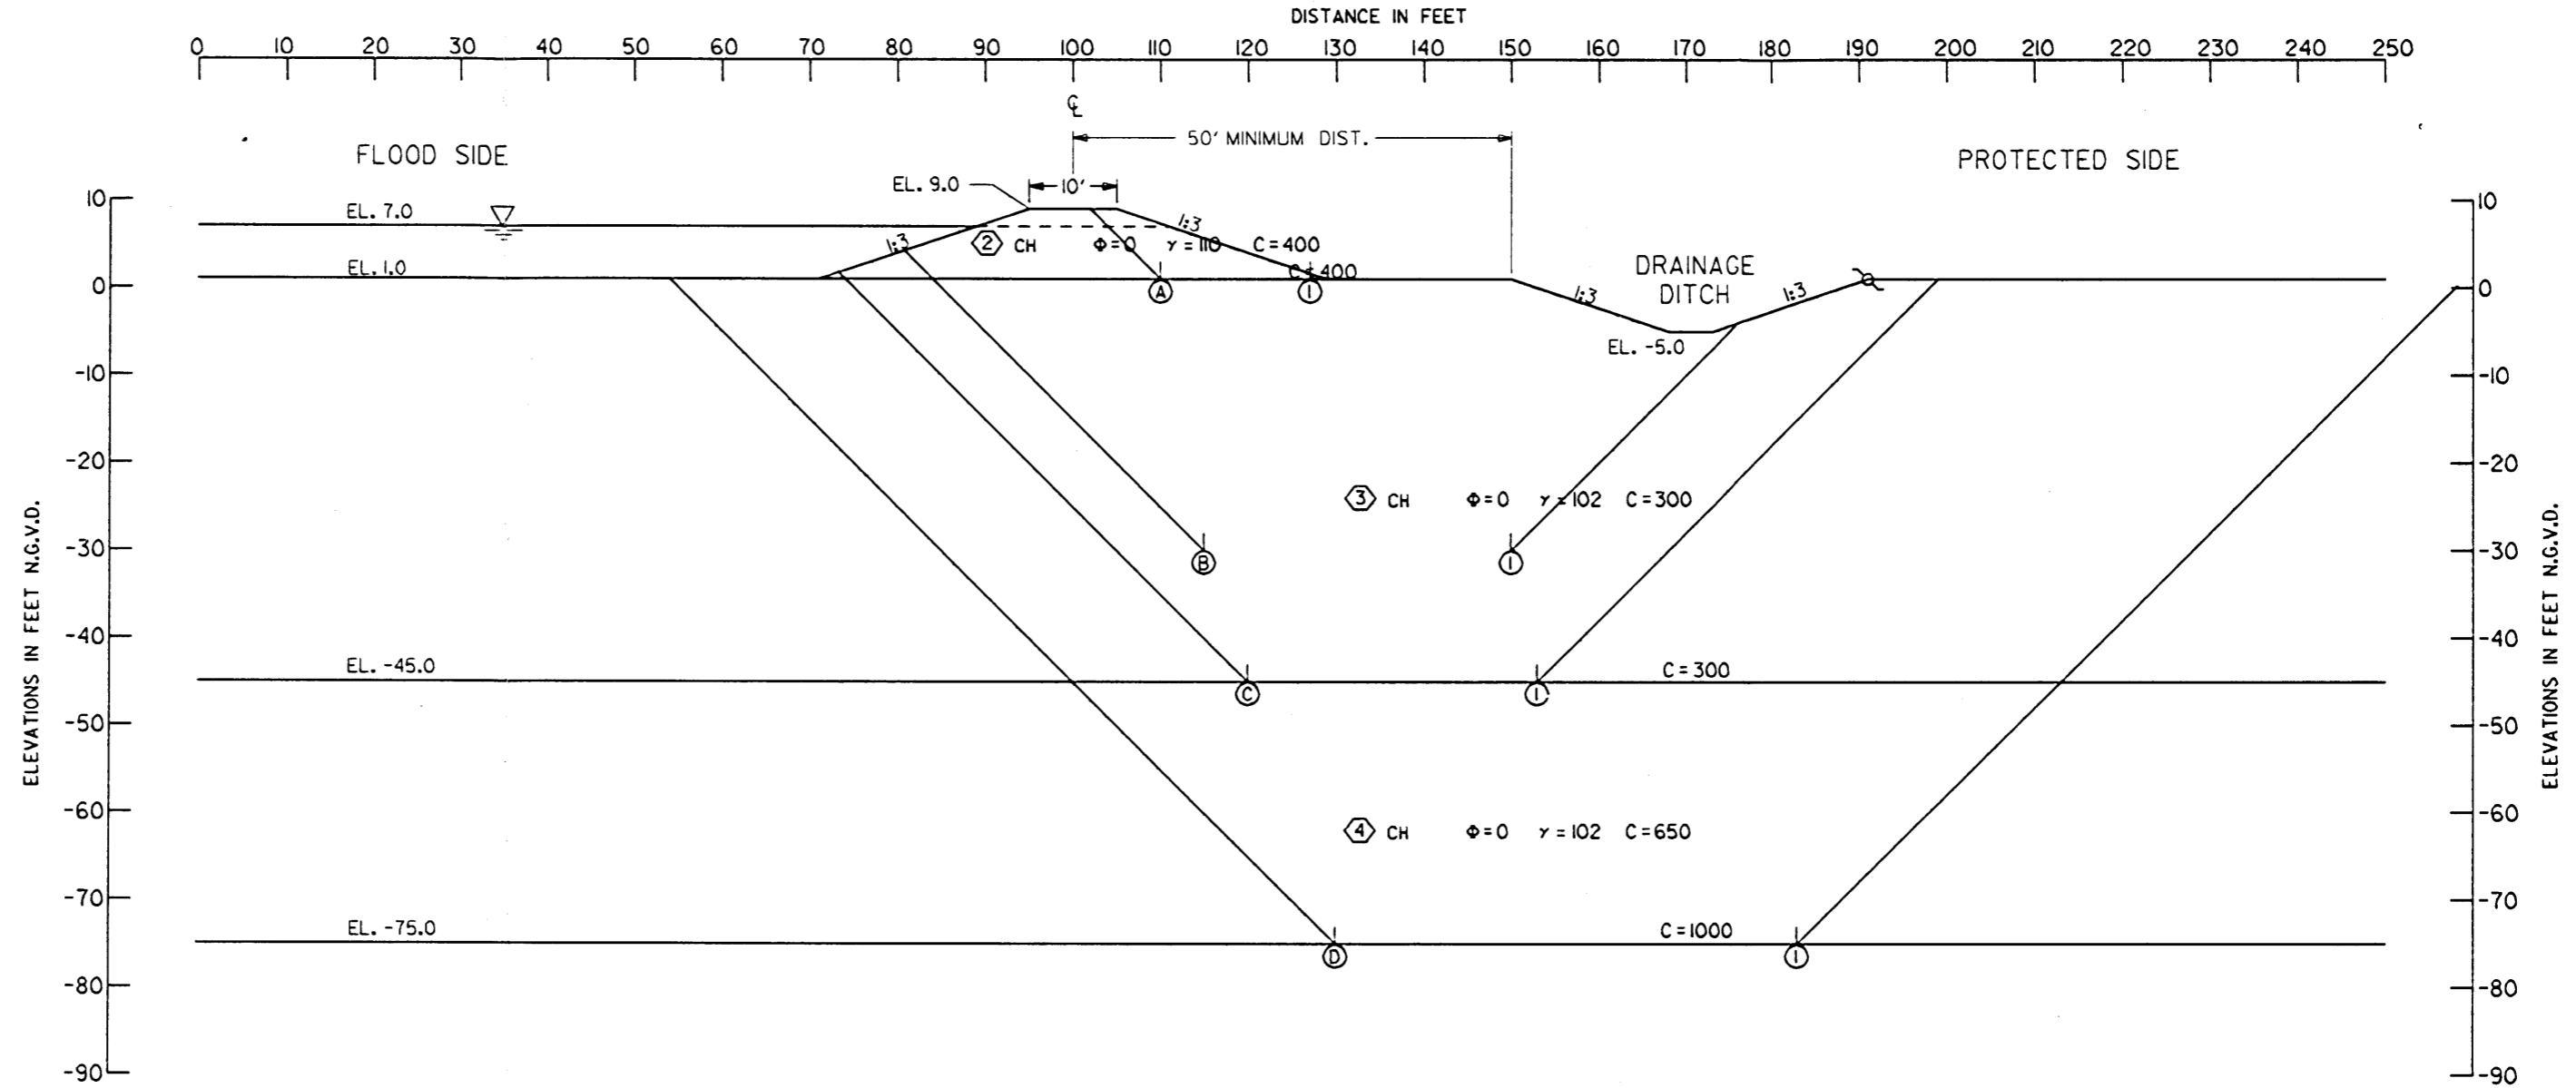 DISTANCE IN FEET
0 10 20 30 40 50 60 70 80 90 100 110 120 130 140 150 160 170 180 190 200 210 220 230 240 250
℄
50' MINIMUM DIST.
FLOOD SIDE
PROTECTED SIDE
EL. 9.0
10'
10
10
EL. 7.0
1:3
1:3
2 CH Φ=0 γ=110 C=400
EL. 1.0
C=400
DRAINAGE
DITCH
0
0
A
1
1:3
1:3
EL. -5.0
-10
-10
-20
-20
3 CH Φ=0 γ=102 C=300
ELEVATIONS IN FEET N.G.V.D.
ELEVATIONS IN FEET N.G.V.D.
-30
-30
B
1
-40
-40
EL. -45.0
C=300
C
1
-50
-50
-60
-60
4 CH Φ=0 γ=102 C=650
-70
-70
EL. -75.0
C=1000
D
1
-80
-80
-90
-90